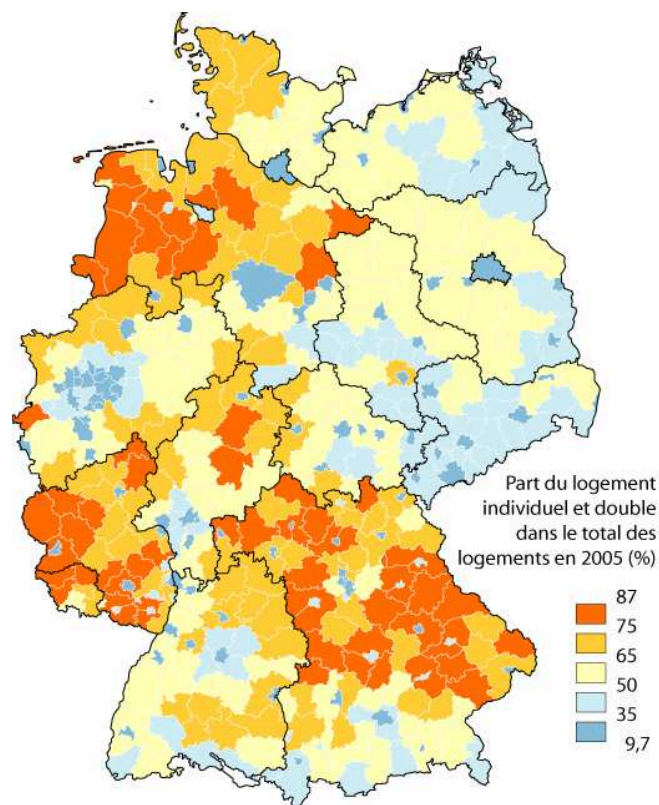 Part du logement
individuel et double
dans le total des
logements en 2005 (%)
87
75
65
50
35
9,7